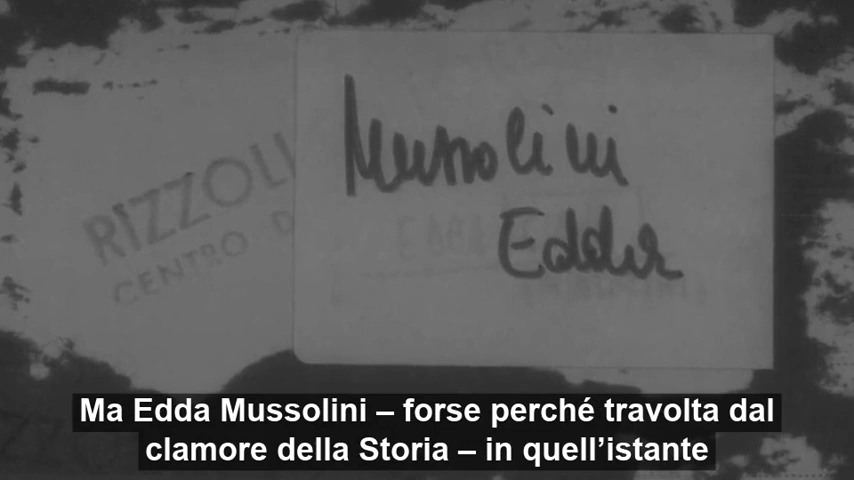 Mussolini
Edda
RIZZOLI
CENTRO D
Ma Edda Mussolini – forse perché travolta dal
clamore della Storia – in quell’istante